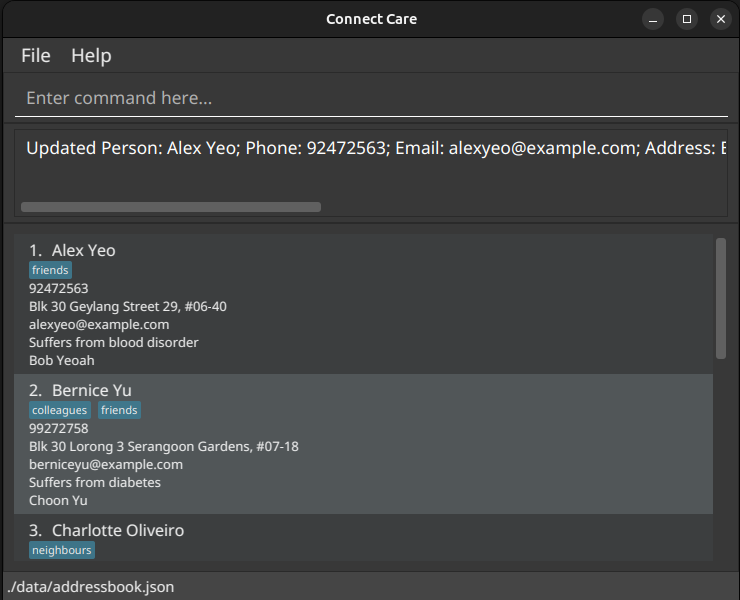 Connect Care
File Help
Enter command here...
Updated Person: Alex Yeo; Phone: 92472563; Email: alexyeo@example.com; Address:
1. Alex Yeo
friends
92472563
Blk 30 Geylang Street 29, #06-40
alexyeo@example.com
Suffers from blood disorder
Bob Yeoah
2. Bernice Yu
colleagues friends
99272758
Blk 30 Lorong 3 Serangoon Gardens, #07-18
berniceyu@example.com
Suffers from diabetes
Choon Yu
3. Charlotte Oliveiro
neighbours
./data/addressbook.json